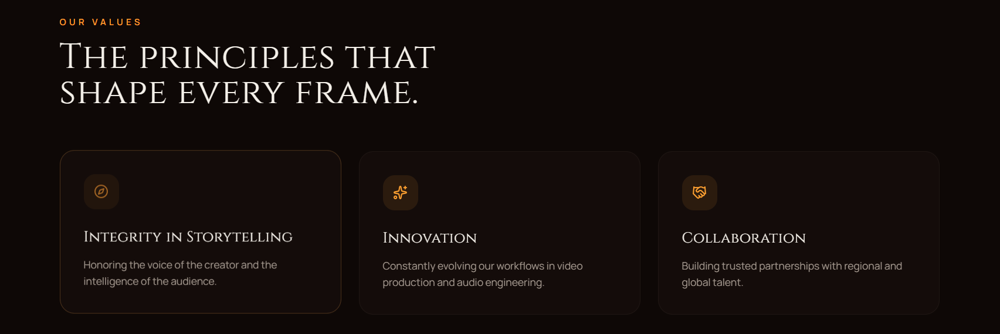 OUR VALUES
The principles that
shape every frame.
Integrity in Storytelling
Honoring the voice of the creator and the
intelligence of the audience.
Innovation
Constantly evolving our workflows in video
production and audio engineering.
Collaboration
Building trusted partnerships with regional and
global talent.